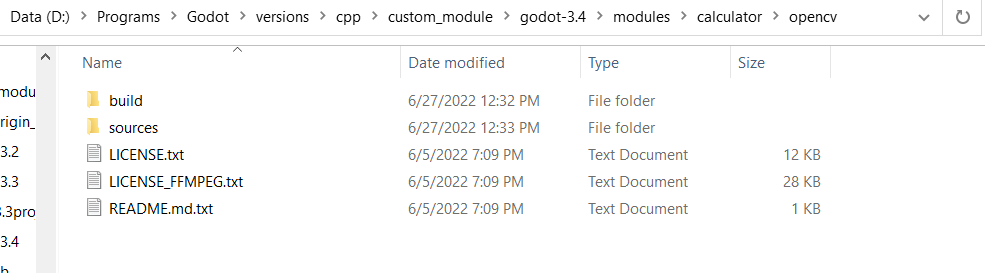 Data (D:) > Programs > Godot > versions > cpp > custom_module > godot-3.4 > modules > calculator > opencv
Name Date modified Type Size
build 6/27/2022 12:32 PM File folder
sources 6/27/2022 12:33 PM File folder
LICENSE.txt 6/5/2022 7:09 PM Text Document 12 KB
LICENSE_FFMPEG.txt 6/5/2022 7:09 PM Text Document 28 KB
README.md.txt 6/5/2022 7:09 PM Text Document 1 KB
modu
rigin_
3.2
3.3
.3pro
3.4